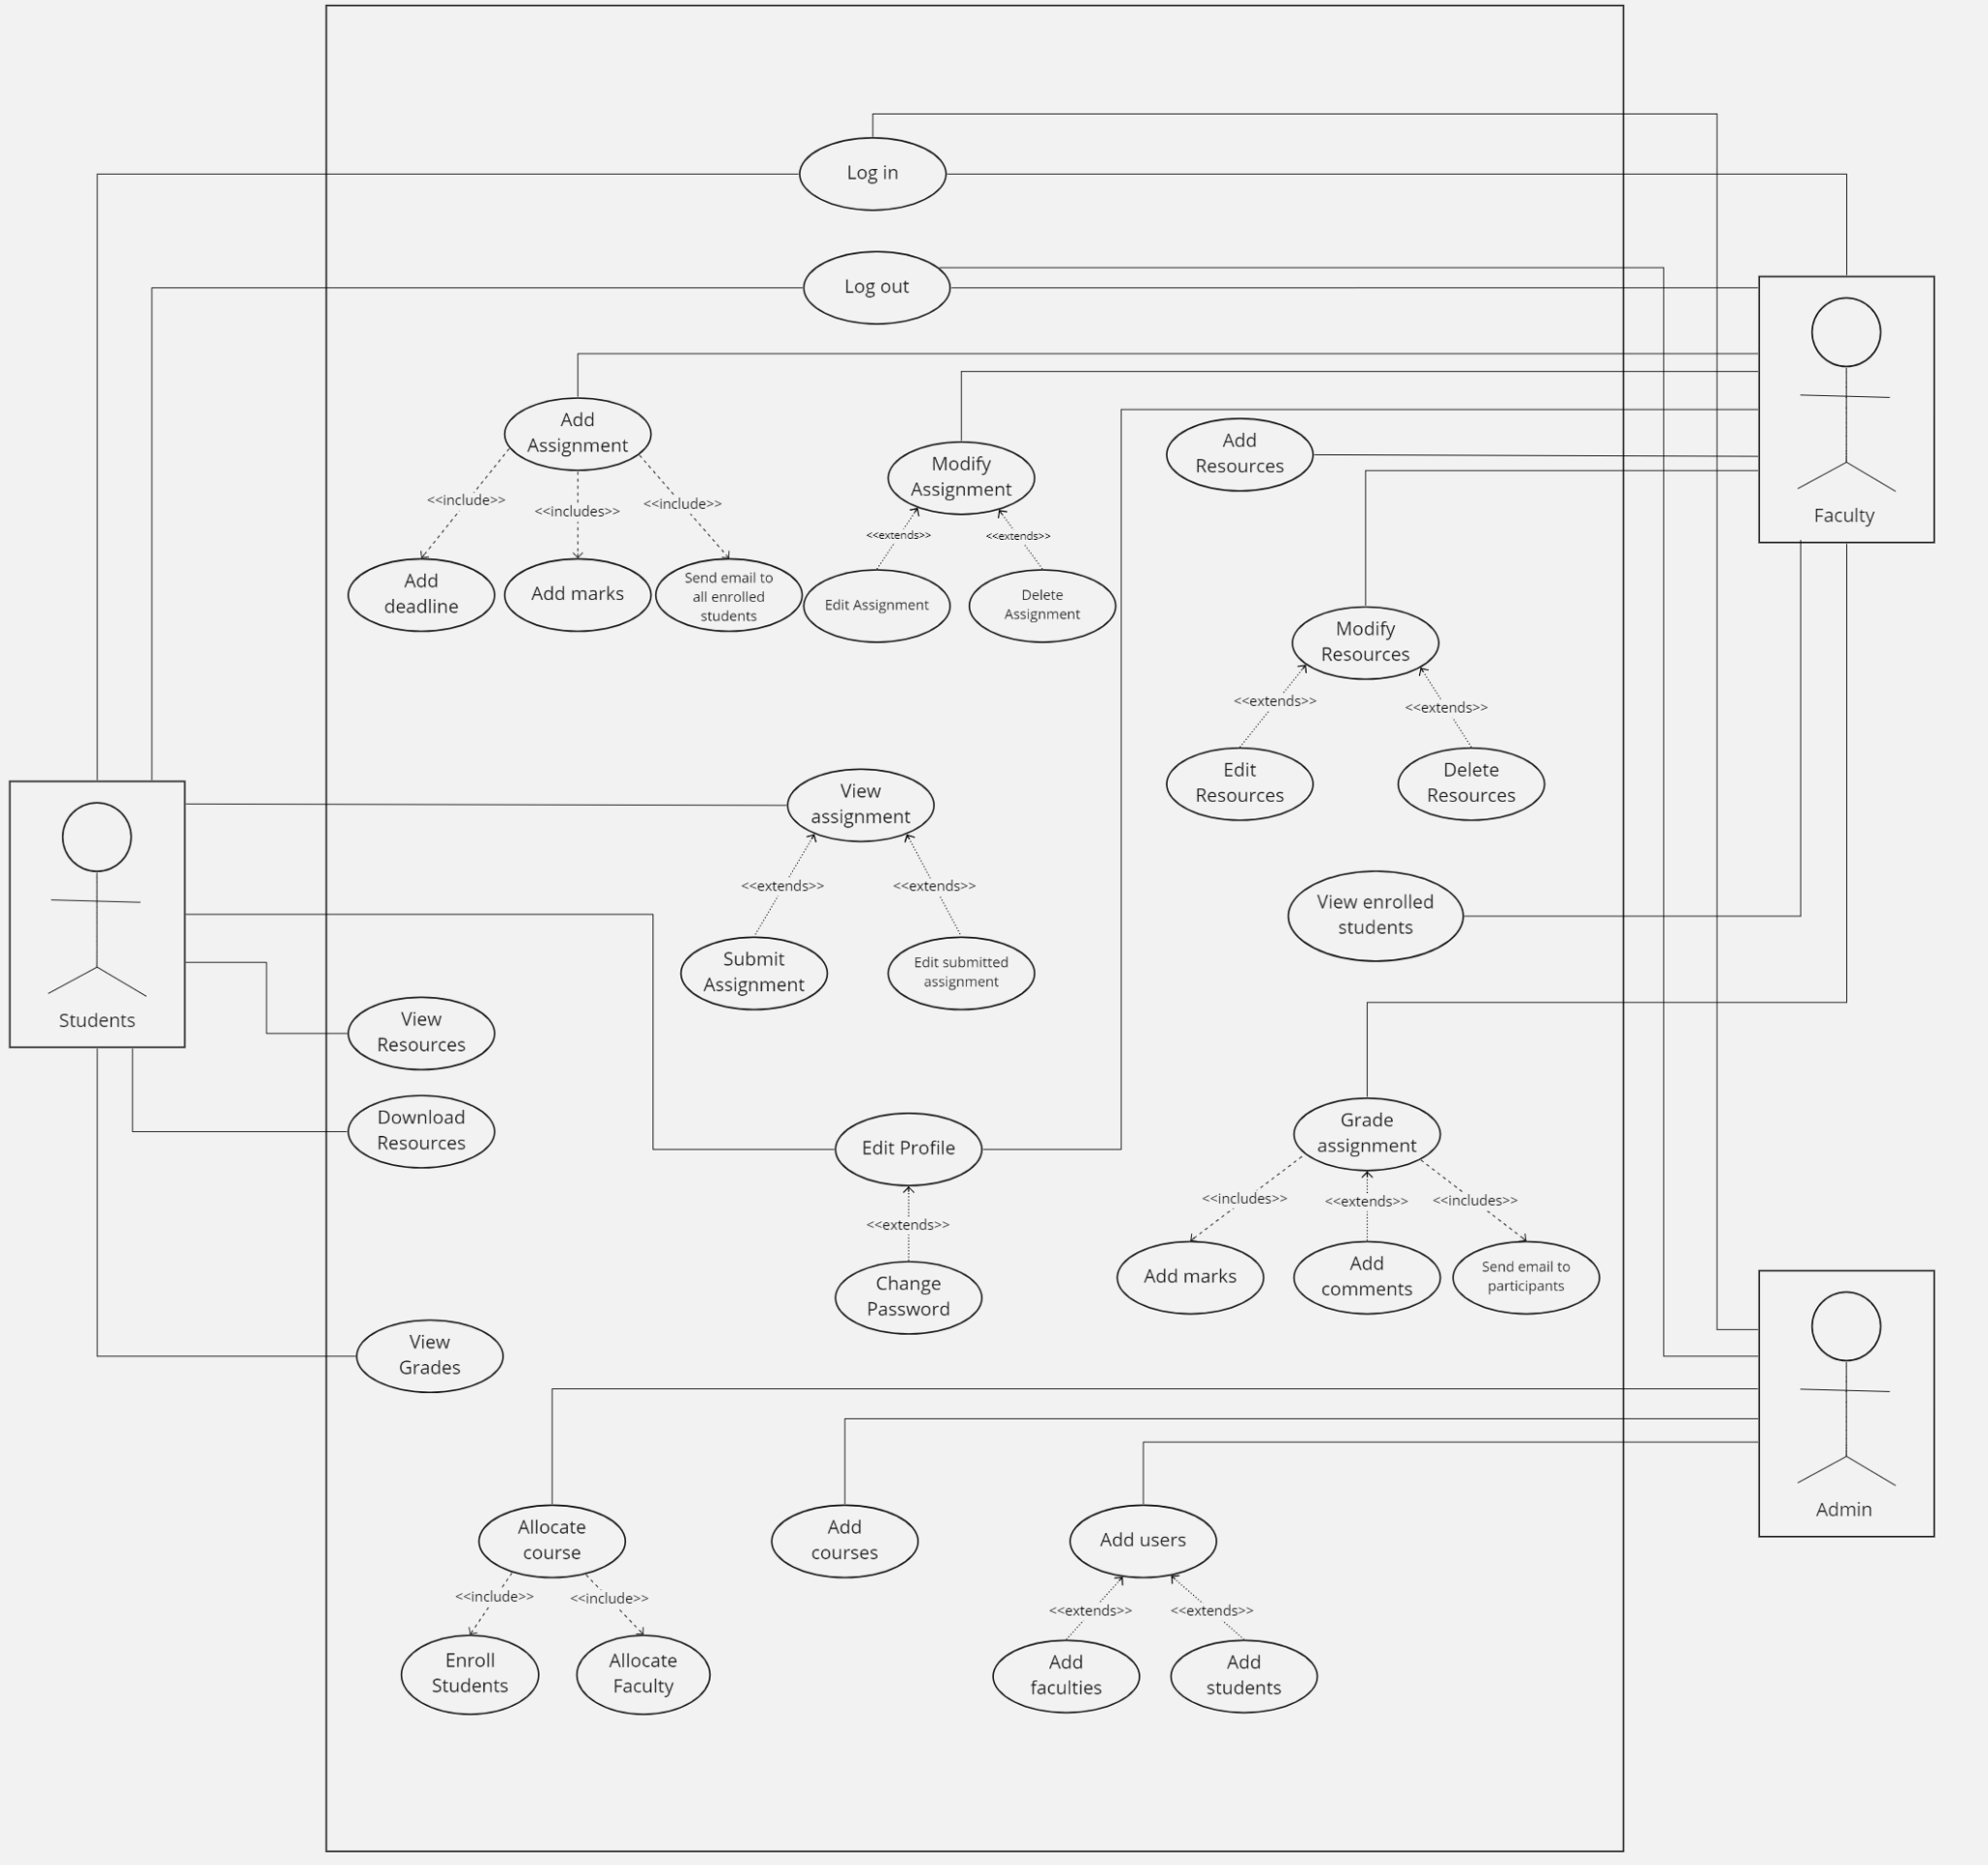 Log in
Log out
Add
Assignment
<<include>>
<<includes>>
<<include>>
Add
deadline
Add marks
Send email to
all enrolled
students
Modify
Assignment
<<extends>>
<<extends>>
Edit Assignment
Delete
Assignment
Add
Resources
Faculty
Modify
Resources
<<extends>>
<<extends>>
Edit
Resources
Delete
Resources
View
assignment
<<extends>>
<<extends>>
Submit
Assignment
Edit submitted
assignment
View enrolled
students
Students
View
Resources
Download
Resources
Edit Profile
<<extends>>
Change
Password
Grade
assignment
<<includes>>
<<extends>>
<<includes>>
Add marks
Add
comments
Send email to
participants
View
Grades
Admin
Allocate
course
<<include>>
<<include>>
Enroll
Students
Allocate
Faculty
Add
courses
Add users
<<extends>>
<<extends>>
Add
faculties
Add
students